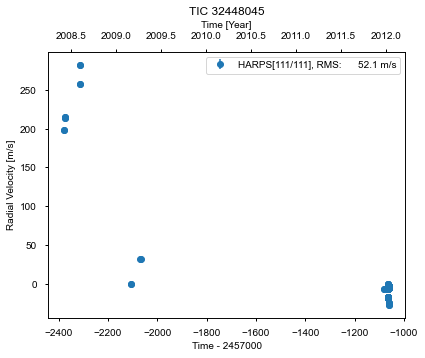 TIC 32448045
Time [Year]
2008.5 2009.0 2009.5 2010.0 2010.5 2011.0 2011.5 2012.0
HARPS[111/111], RMS: 52.1 m/s
250
200
150
100
50
0
Radial Velocity [m/s]
−2400 −2200 −2000 −1800 −1600 −1400 −1200 −1000
Time - 2457000